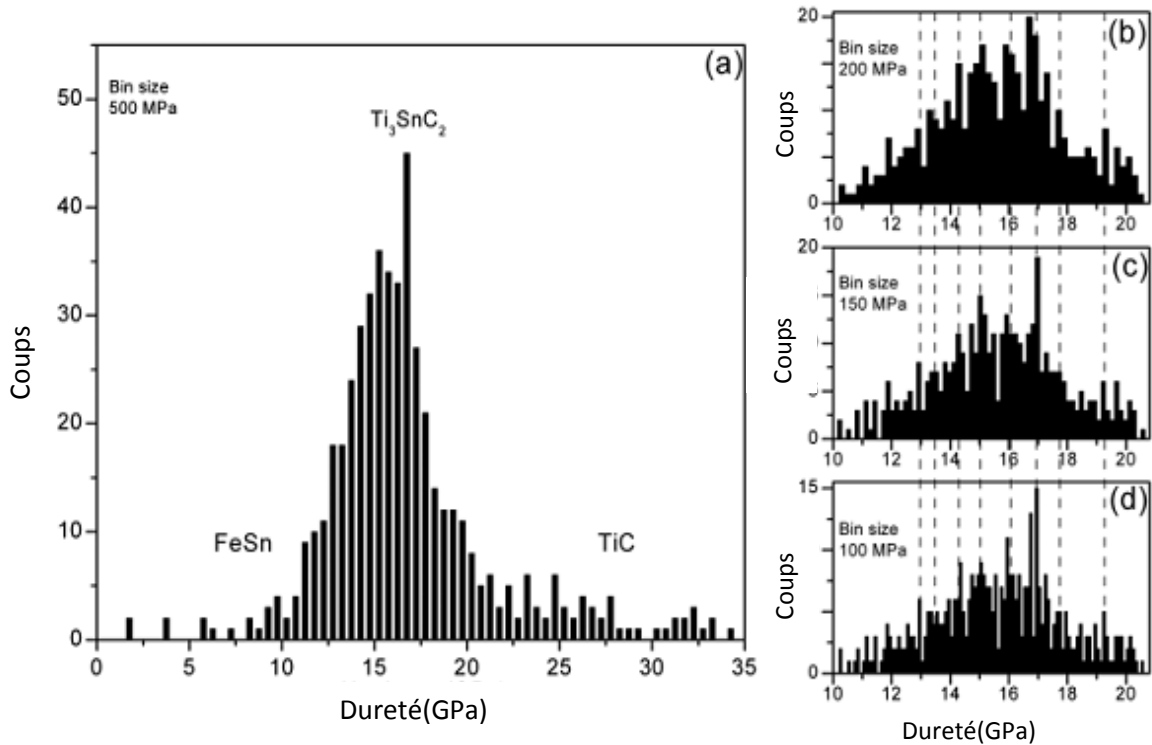 (a)
Bin size
500 MPa
Ti₃SnC₂
50
40
30
20
10
0
FeSn
TiC
Coups
0 5 10 15 20 25 30 35
Dureté(GPa)
(b)
Bin size
200 MPa
20
0
Coups
10 12 14 16 18 20
(c)
Bin size
150 MPa
20
0
Coups
10 12 14 16 18 20
(d)
Bin size
100 MPa
15
0
Coups
10 12 14 16 18 20
Dureté(GPa)